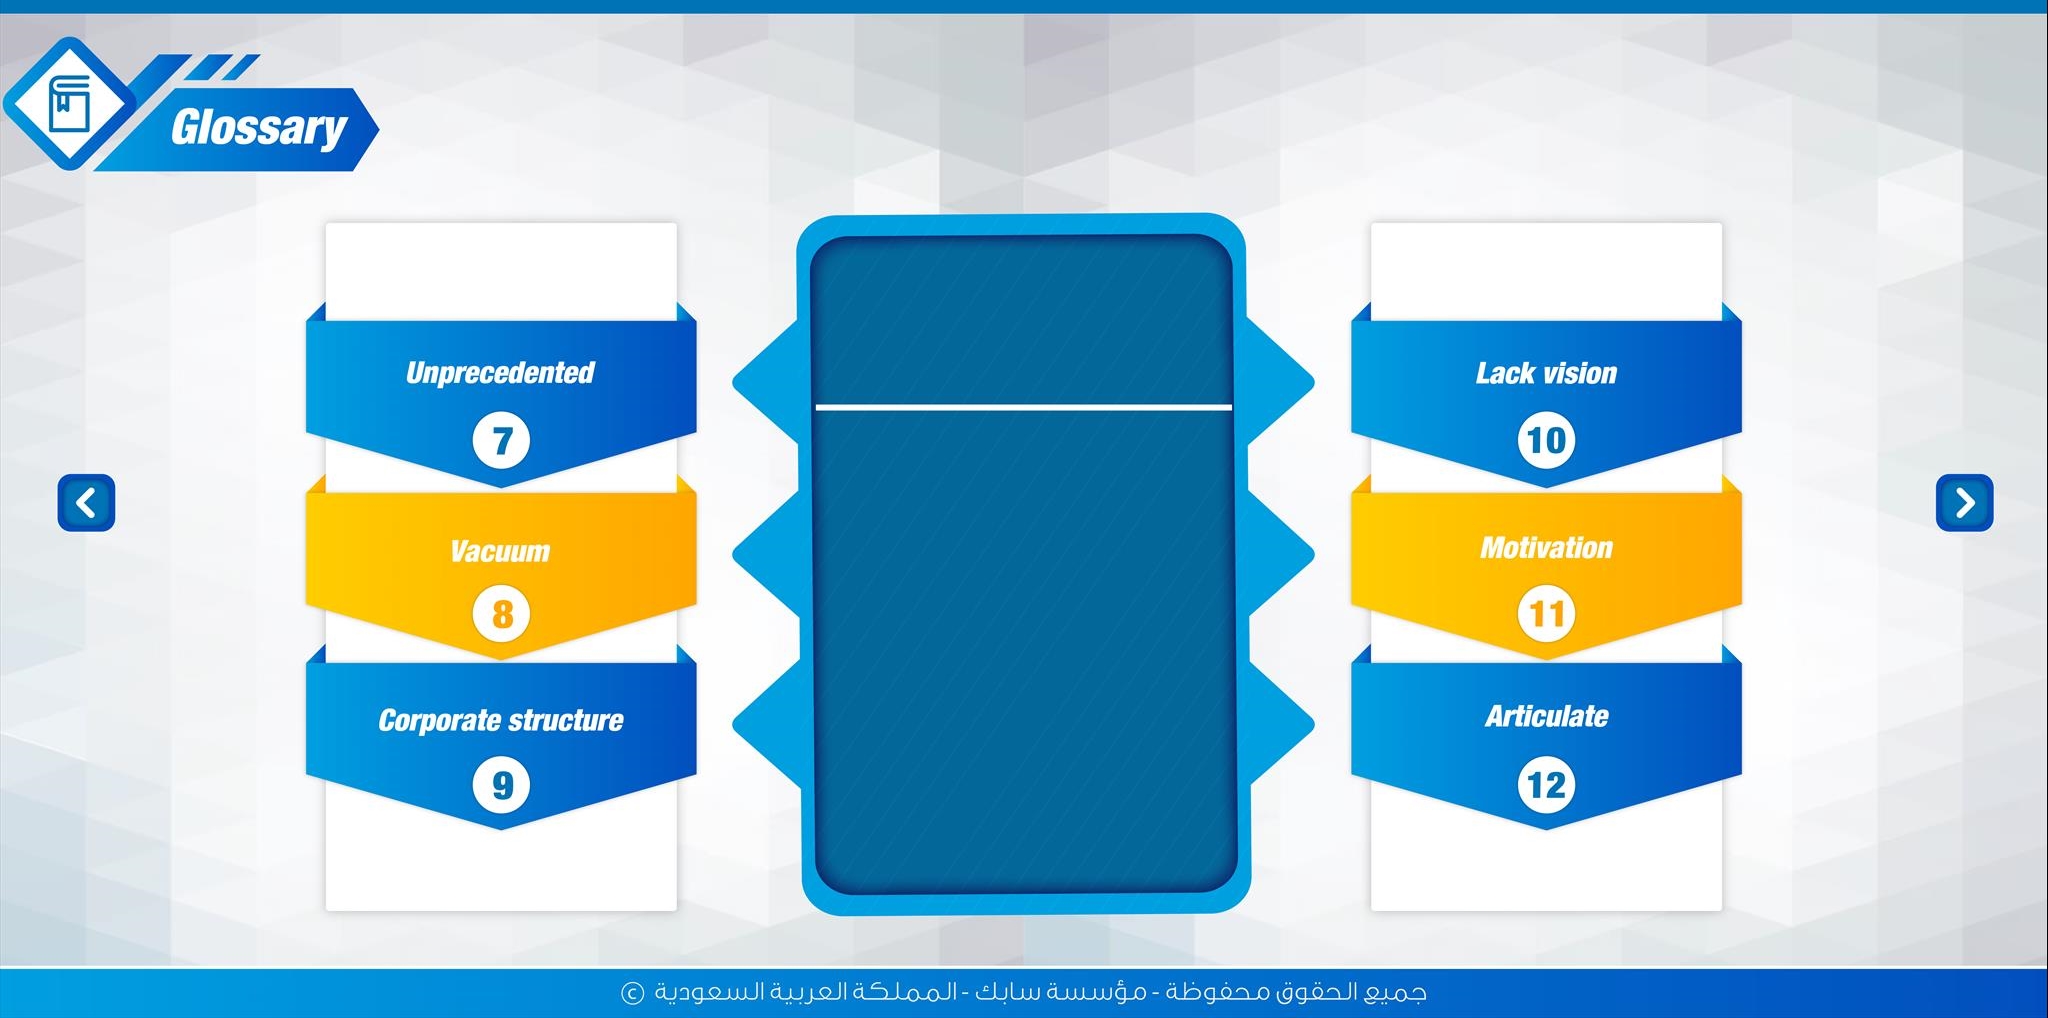 Glossary
Unprecedented
7
Vacuum
8
Corporate structure
9
Lack vision
10
Motivation
11
Articulate
12
جميع الحقوق محفوظة - مؤسسة سابك - المملكة العربية السعودية ©